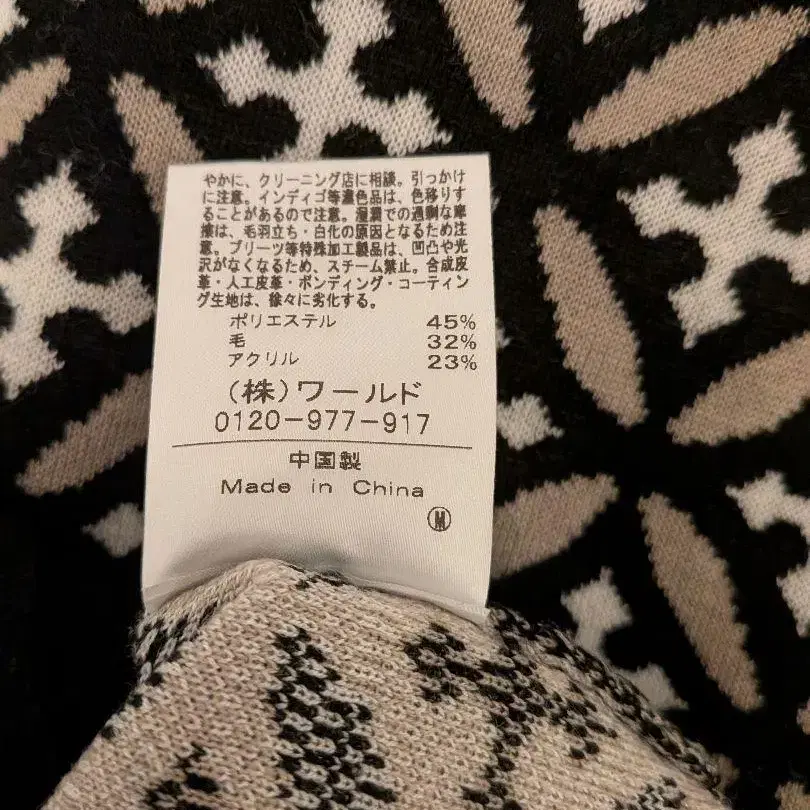 やかに、クリーニング店に相談。引っかけ
に注意。インディゴ等濃色品は、色移りす
ることがあるので注意。湿潤での過剰な摩
擦は、毛羽立ち・白化の原因となるため注
意。プリーツ等特殊加工製品は、凹凸や光
沢がなくなるため、スチーム禁止。合成皮
革・人工皮革・ボンディング・コーティン
グ生地は、徐々に劣化する。
ポリエステル 45%
毛 32%
アクリル 23%
(株)ワールド
0120-977-917
中国製
Made in China
Ⓜ